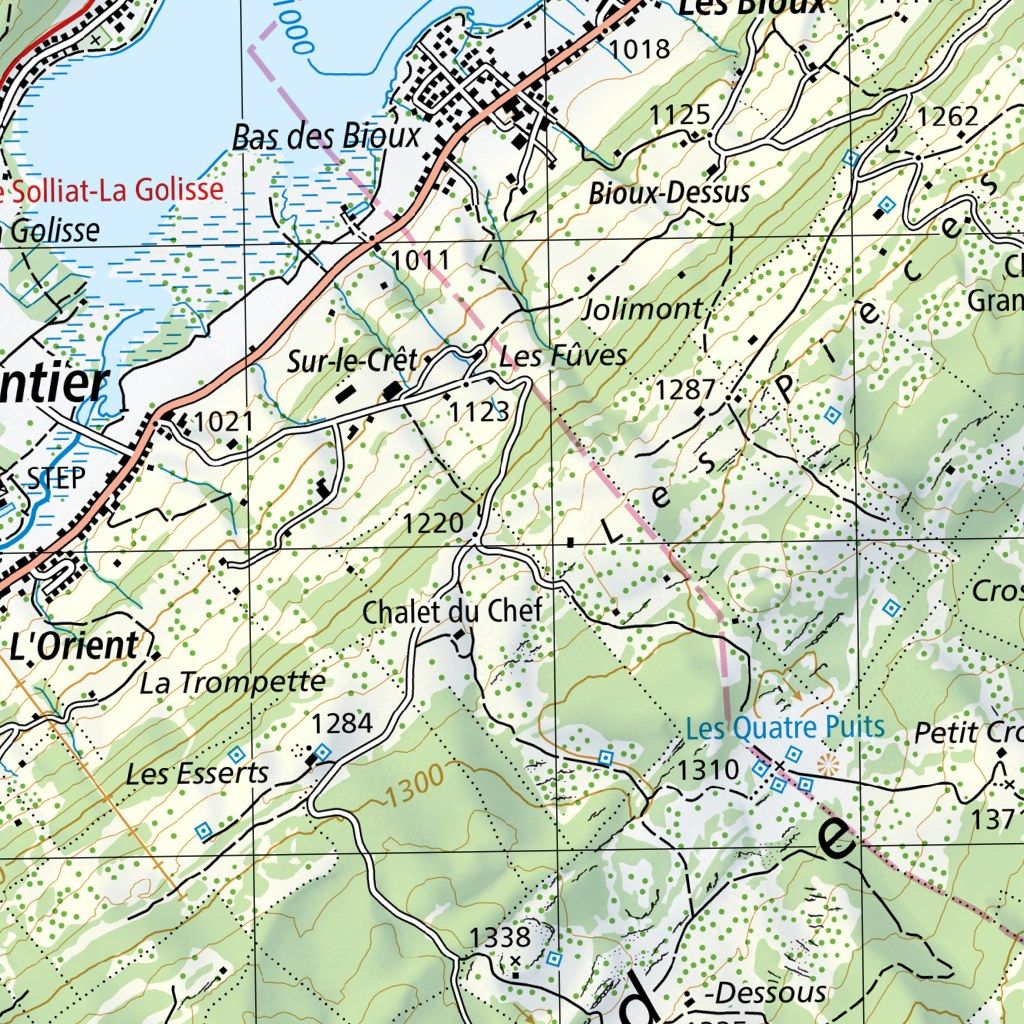 Les Bioux
1000
1018
1125
1262
Bas des Bioux
e Solliat-La Golisse
Golisse
Bioux-Dessus
1011
Gran
Jolimont
Sur-le-Crêt
Les Fûves
ntier
1287
1123
1021
Les Pièces
STEP
1220
Chalet du Chef
Cros
L'Orient
La Trompette
1284
Les Quatre Puits
Petit Cro
Les Esserts
1310
1300
137
e
1338
d
-Dessous